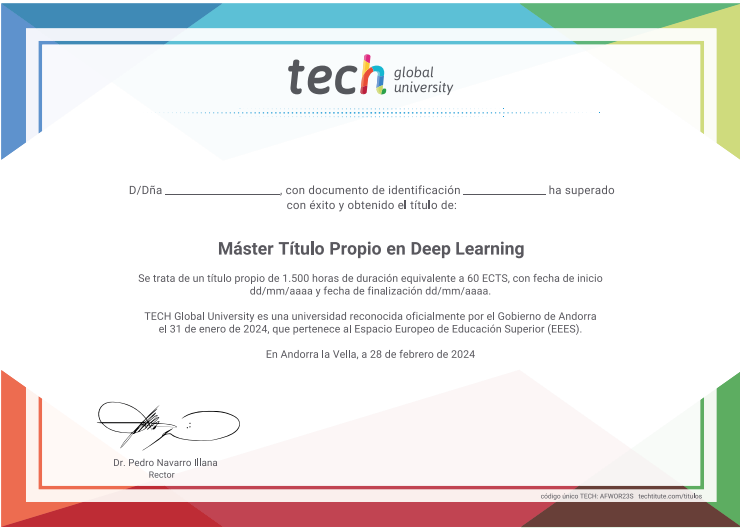 tech global university
D/Dña ____________________, con documento de identificación ______________ ha superado
con éxito y obtenido el título de:
Máster Título Propio en Deep Learning
Se trata de un título propio de 1.500 horas de duración equivalente a 60 ECTS, con fecha de inicio
dd/mm/aaaa y fecha de finalización dd/mm/aaaa.
TECH Global University es una universidad reconocida oficialmente por el Gobierno de Andorra
el 31 de enero de 2024, que pertenece al Espacio Europeo de Educación Superior (EEES).
En Andorra la Vella, a 28 de febrero de 2024
Dr. Pedro Navarro Illana
Rector
código único TECH: AFWOR23S techtitute.com/titulos